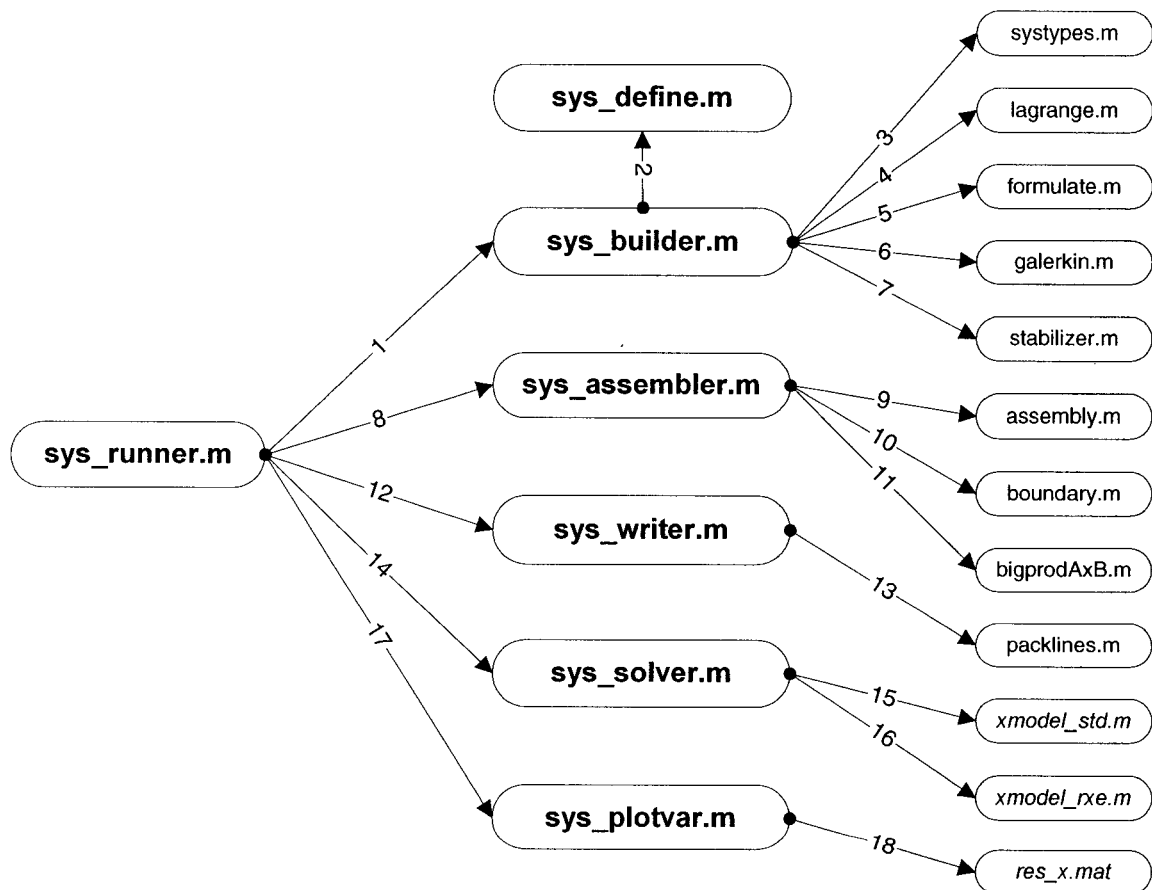 systypes.m
sys_define.m
lagrange.m
3
4
2
formulate.m
5
sys_builder.m
6
galerkin.m
7
stabilizer.m
1
sys_assembler.m
9
assembly.m
8
10
sys_runner.m
11
boundary.m
12
sys_writer.m
bigprodAxB.m
14
13
packlines.m
17
sys_solver.m
15
xmodel_std.m
16
xmodel_rxe.m
sys_plotvar.m
18
res_x.mat